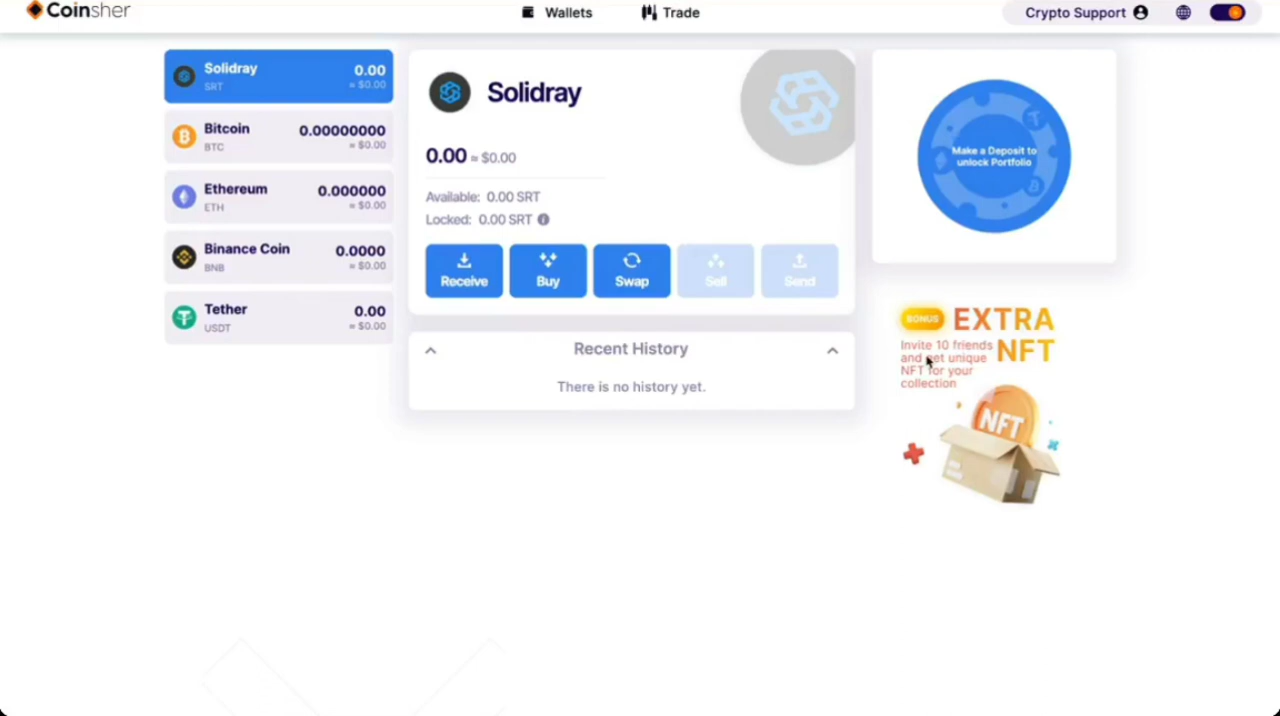 Coinsher
Wallets
Trade
Crypto Support
Solidray
0.00
SRT
≈ $0.00
Bitcoin
0.00000000
BTC
≈ $0.00
Ethereum
0.000000
ETH
≈ $0.00
Binance Coin
0.0000
BNB
≈ $0.00
Tether
0.00
USDT
≈ $0.00
Solidray
0.00 ≈ $0.00
Available: 0.00 SRT
Locked: 0.00 SRT
Receive
Buy
Swap
Sell
Send
Recent History
There is no history yet.
Make a Deposit to
unlock Portfolio
BONUS
EXTRA
NFT
Invite 10 friends
and get unique
NFT for your
collection
NFT